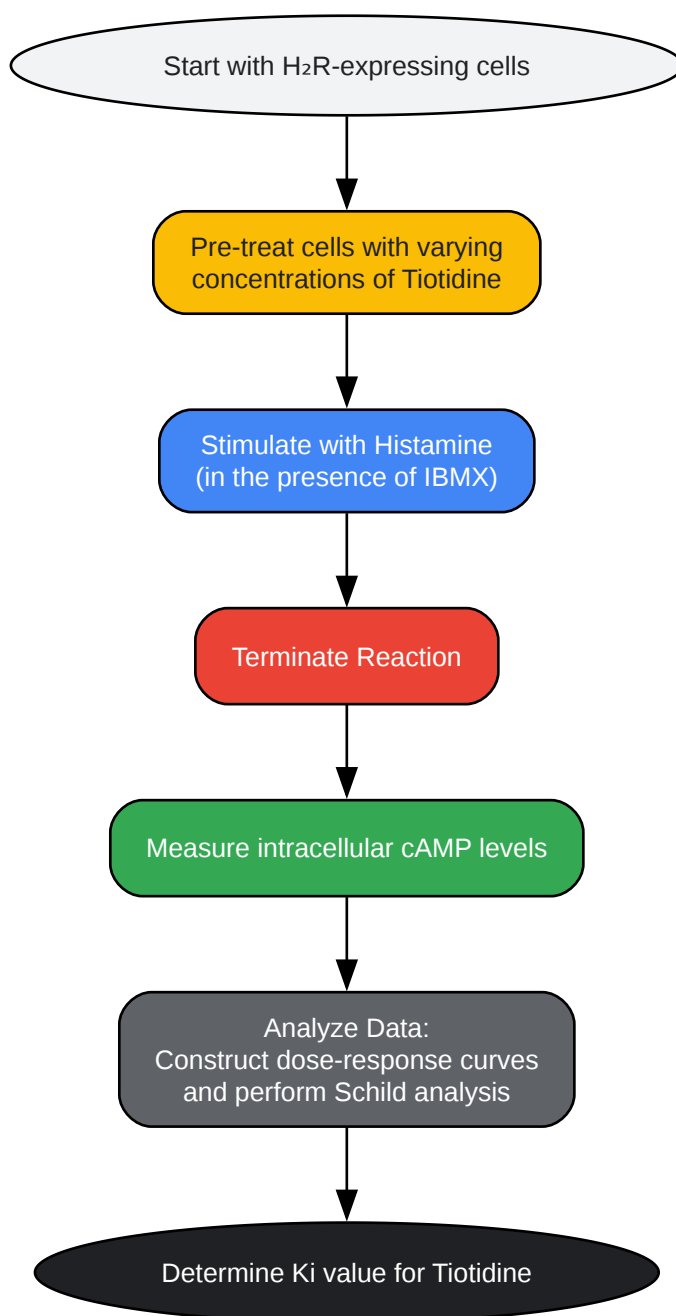 Start with H₂R-expressing cells
Pre-treat cells with varying
concentrations of Tiotidine
Stimulate with Histamine
(in the presence of IBMX)
Terminate Reaction
Measure intracellular cAMP levels
Analyze Data:
Construct dose-response curves
and perform Schild analysis
Determine Ki value for Tiotidine